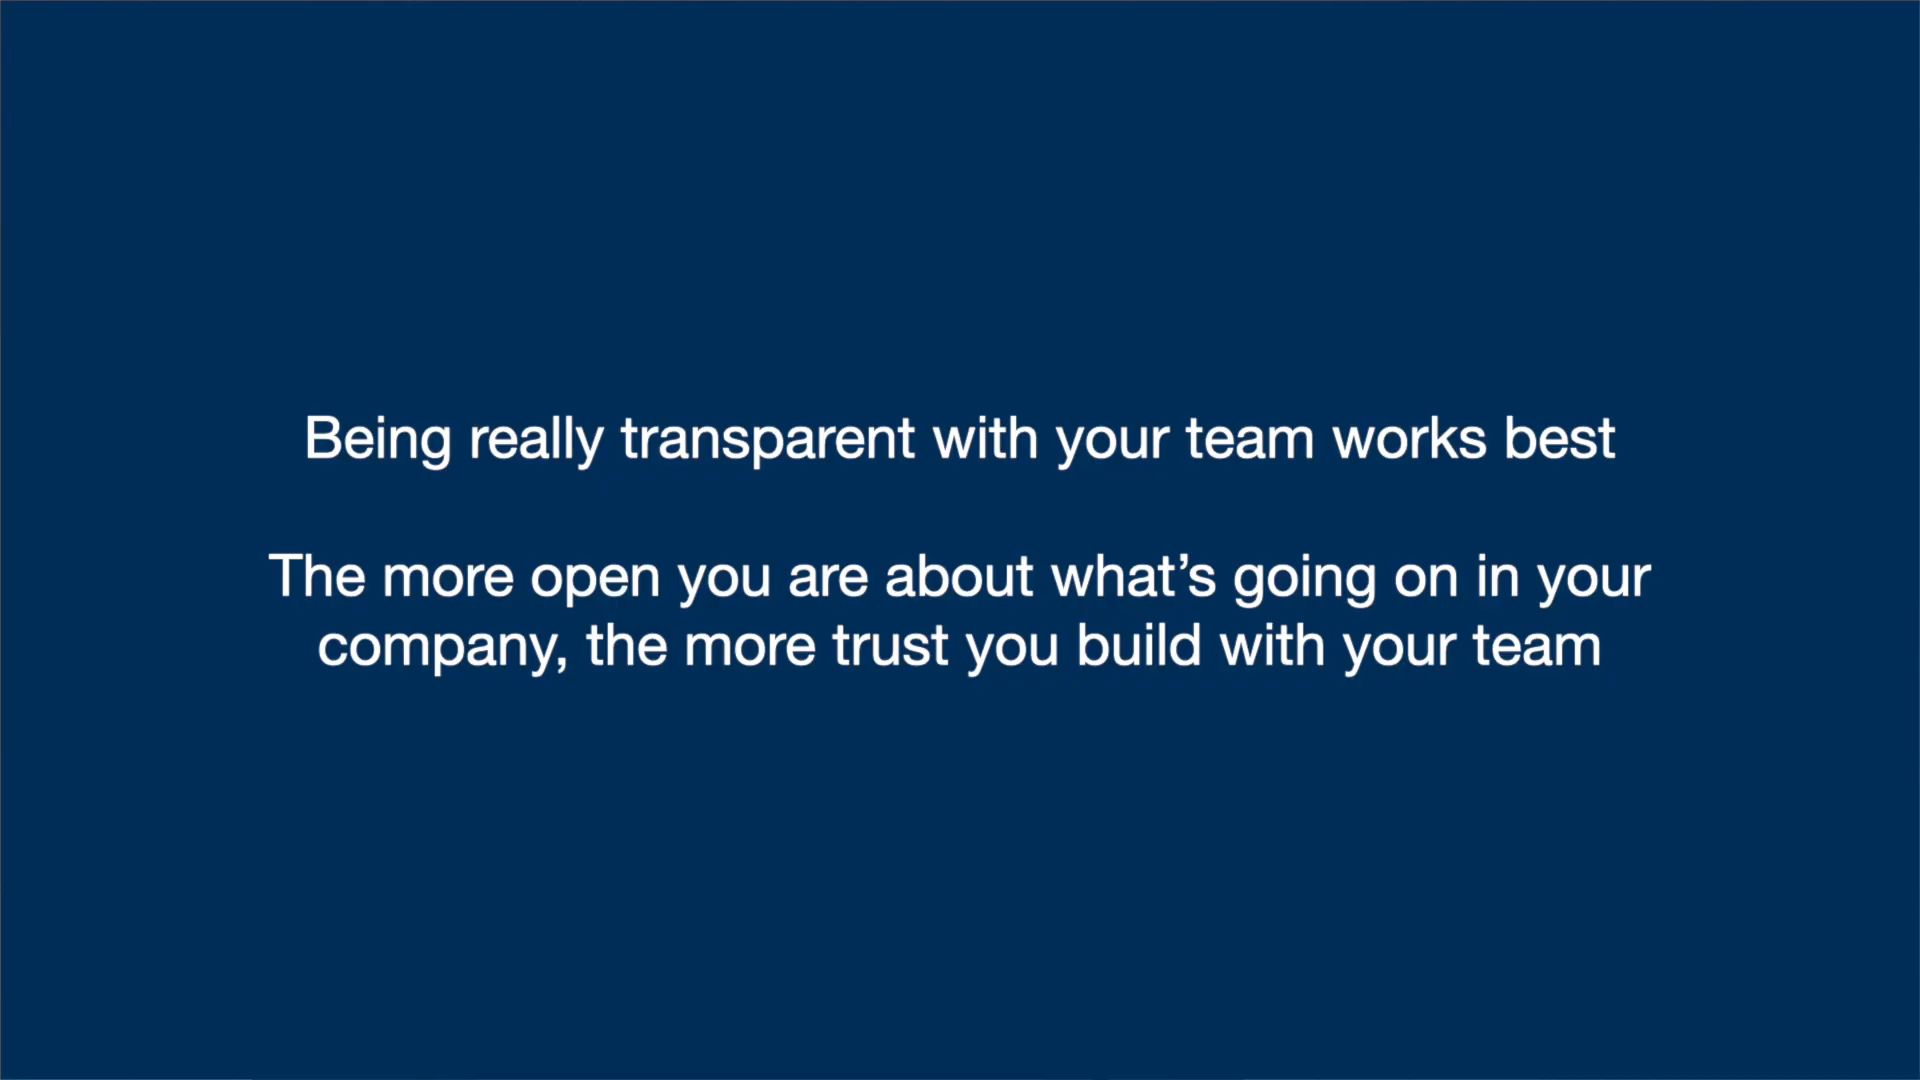 Being really transparent with your team works best
The more open you are about what’s going on in your
company, the more trust you build with your team